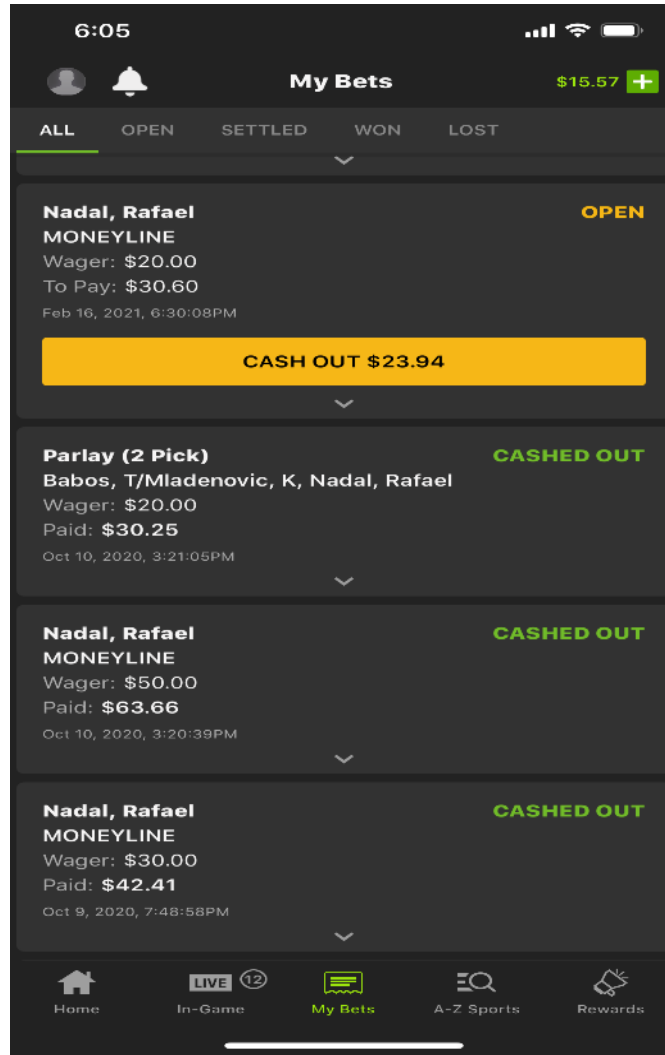 6:05
My Bets
$15.57 +
ALL OPEN SETTLED WON LOST
Nadal, Rafael OPEN
MONEYLINE
Wager: $20.00
To Pay: $30.60
Feb 16, 2021, 6:30:08PM
CASH OUT $23.94
Parlay (2 Pick) CASHED OUT
Babos, T/Mladenovic, K, Nadal, Rafael
Wager: $20.00
Paid: $30.25
Oct 10, 2020, 3:21:05PM
Nadal, Rafael CASHED OUT
MONEYLINE
Wager: $50.00
Paid: $63.66
Oct 10, 2020, 3:20:39PM
Nadal, Rafael CASHED OUT
MONEYLINE
Wager: $30.00
Paid: $42.41
Oct 9, 2020, 7:48:58PM
LIVE 12
Home In-Game My Bets A-Z Sports Rewards